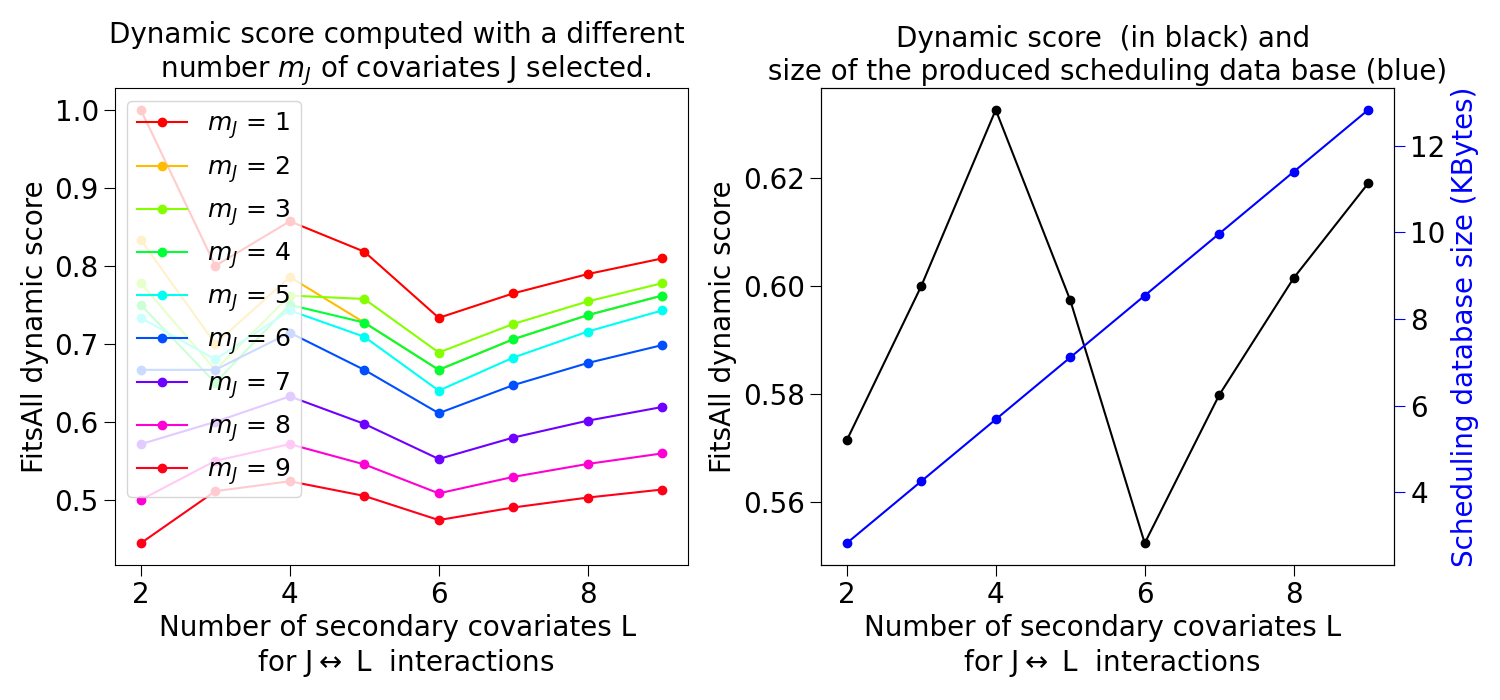 Dynamic score computed with a different
number m_J of covariates J selected.
1.0
0.9
0.8
0.7
0.6
0.5
FitsAll dynamic score
m_J = 1
m_J = 2
m_J = 3
m_J = 4
m_J = 5
m_J = 6
m_J = 7
m_J = 8
m_J = 9
2 4 6 8
Number of secondary covariates L
for J↔ L interactions
Dynamic score (in black) and
size of the produced scheduling data base (blue)
0.62
0.60
0.58
0.56
FitsAll dynamic score
12
10
8
6
4
Scheduling database size (KBytes)
2 4 6 8
Number of secondary covariates L
for J↔ L interactions